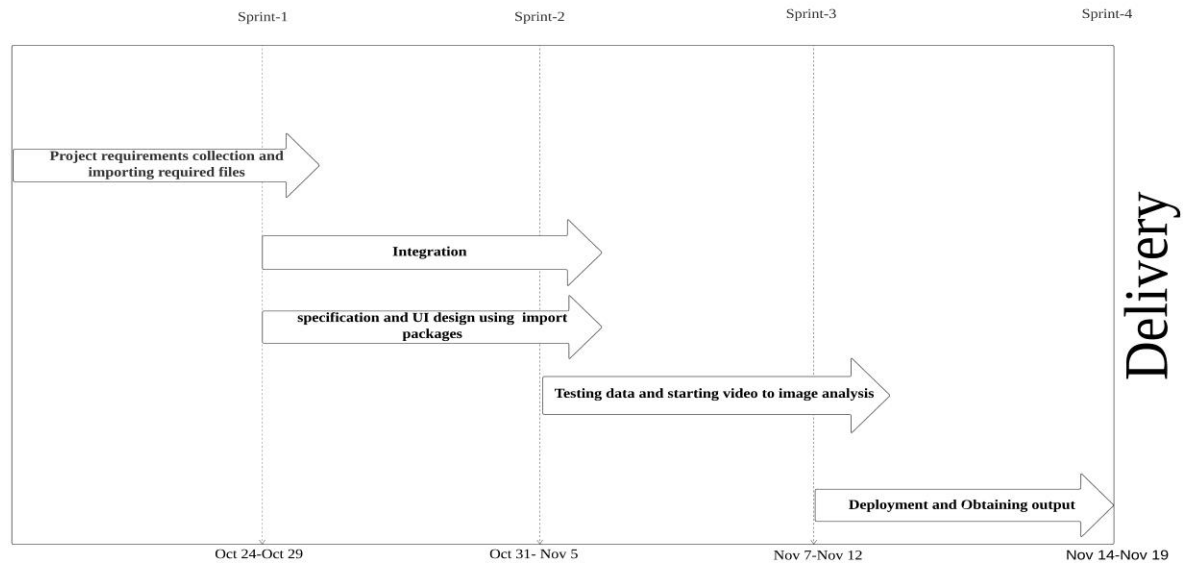 Sprint-1
Sprint-2
Sprint-3
Sprint-4
Project requirements collection and
importing required files
Integration
specification and UI design using import
packages
Testing data and starting video to image analysis
Deployment and Obtaining output
Delivery
Oct 24-Oct 29
Oct 31- Nov 5
Nov 7-Nov 12
Nov 14-Nov 19